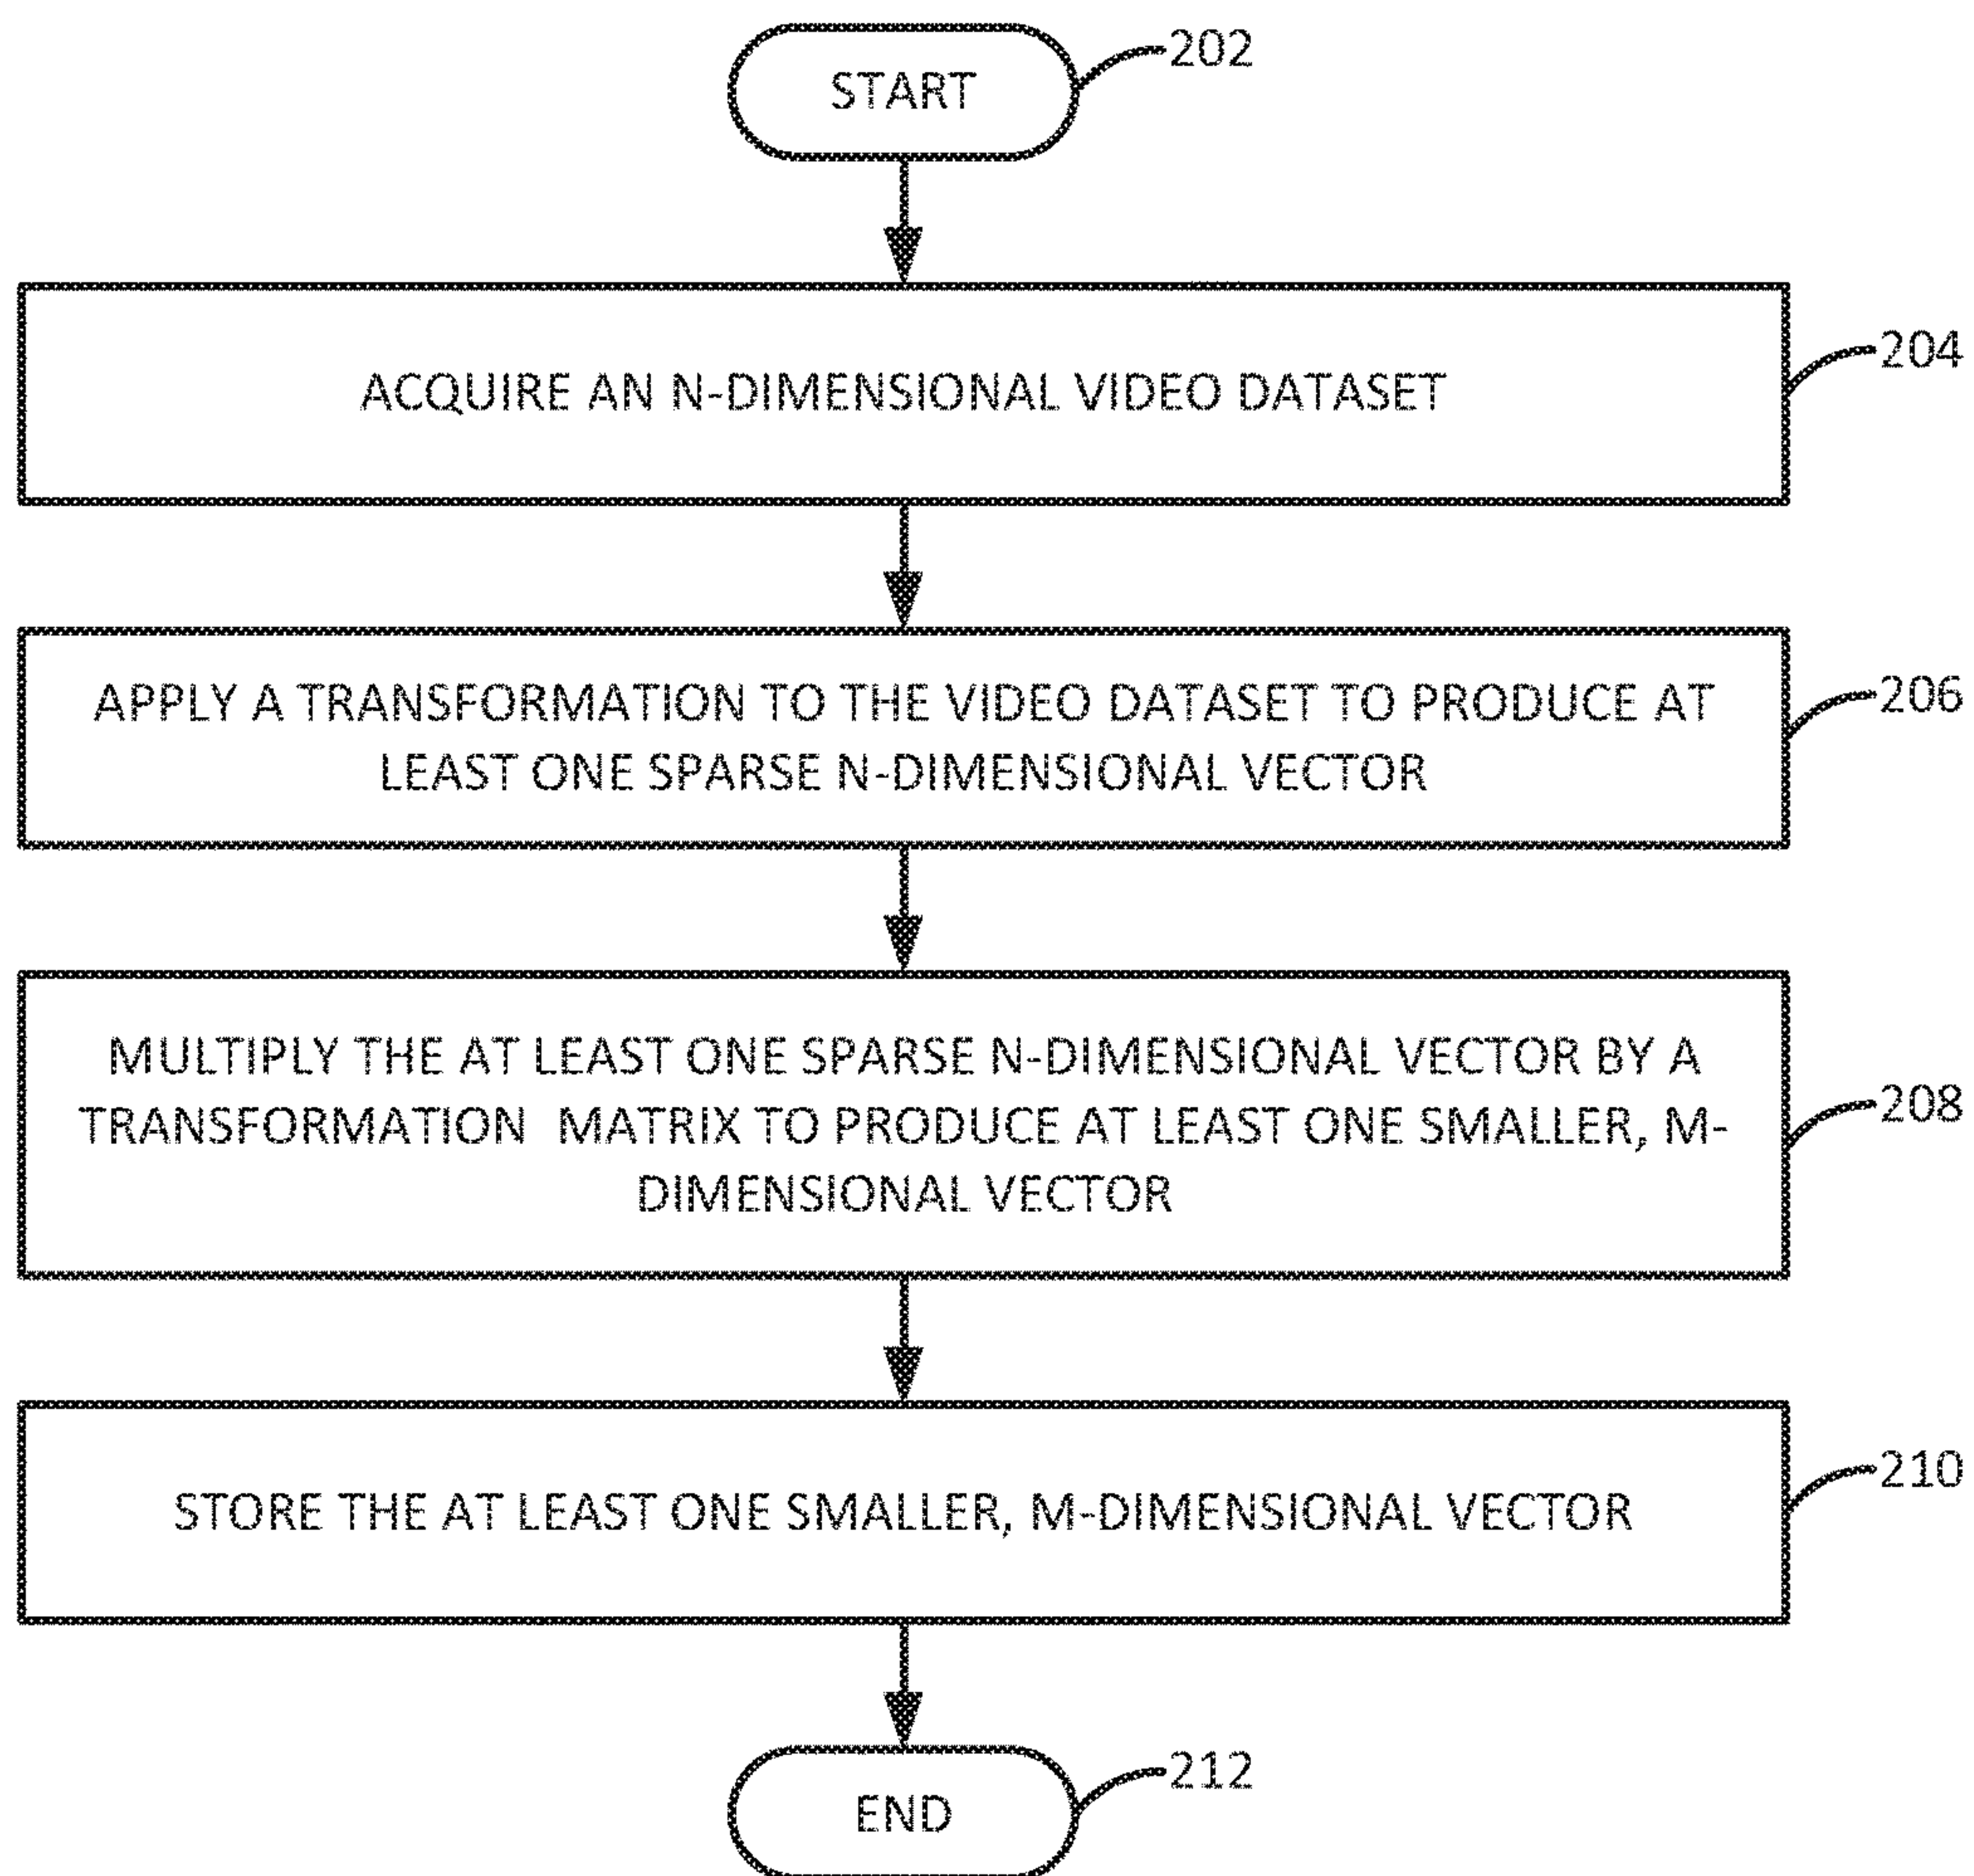 START
202
ACQUIRE AN N-DIMENSIONAL VIDEO DATASET
204
APPLY A TRANSFORMATION TO THE VIDEO DATASET TO PRODUCE AT
LEAST ONE SPARSE N-DIMENSIONAL VECTOR
206
MULTIPLY THE AT LEAST ONE SPARSE N-DIMENSIONAL VECTOR BY A
TRANSFORMATION MATRIX TO PRODUCE AT LEAST ONE SMALLER, M-
DIMENSIONAL VECTOR
208
STORE THE AT LEAST ONE SMALLER, M-DIMENSIONAL VECTOR
210
END
212